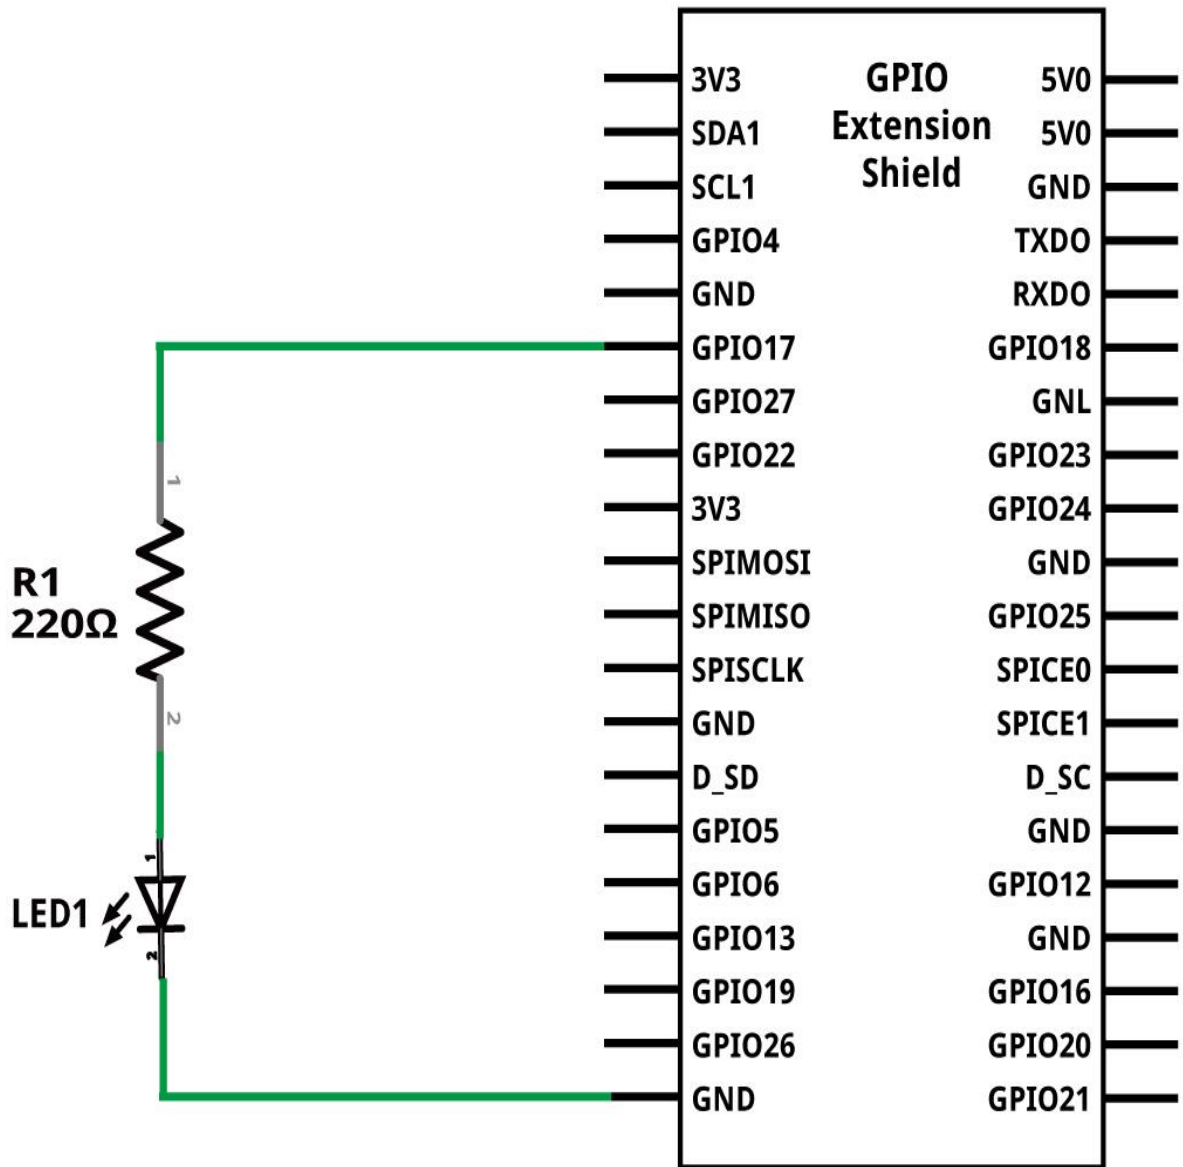 GPIO
Extension
Shield
3V3
SDA1
SCL1
GPIO4
GND
GPIO17
GPIO27
GPIO22
3V3
SPIMOSI
SPIMISO
SPISCLK
GND
D_SD
GPIO5
GPIO6
GPIO13
GPIO19
GPIO26
GND
5V0
5V0
GND
TXDO
RXDO
GPIO18
GNL
GPIO23
GPIO24
GND
GPIO25
SPICE0
SPICE1
D_SC
GND
GPIO12
GND
GPIO16
GPIO20
GPIO21
1
R1
220Ω
2
1
LED1
2